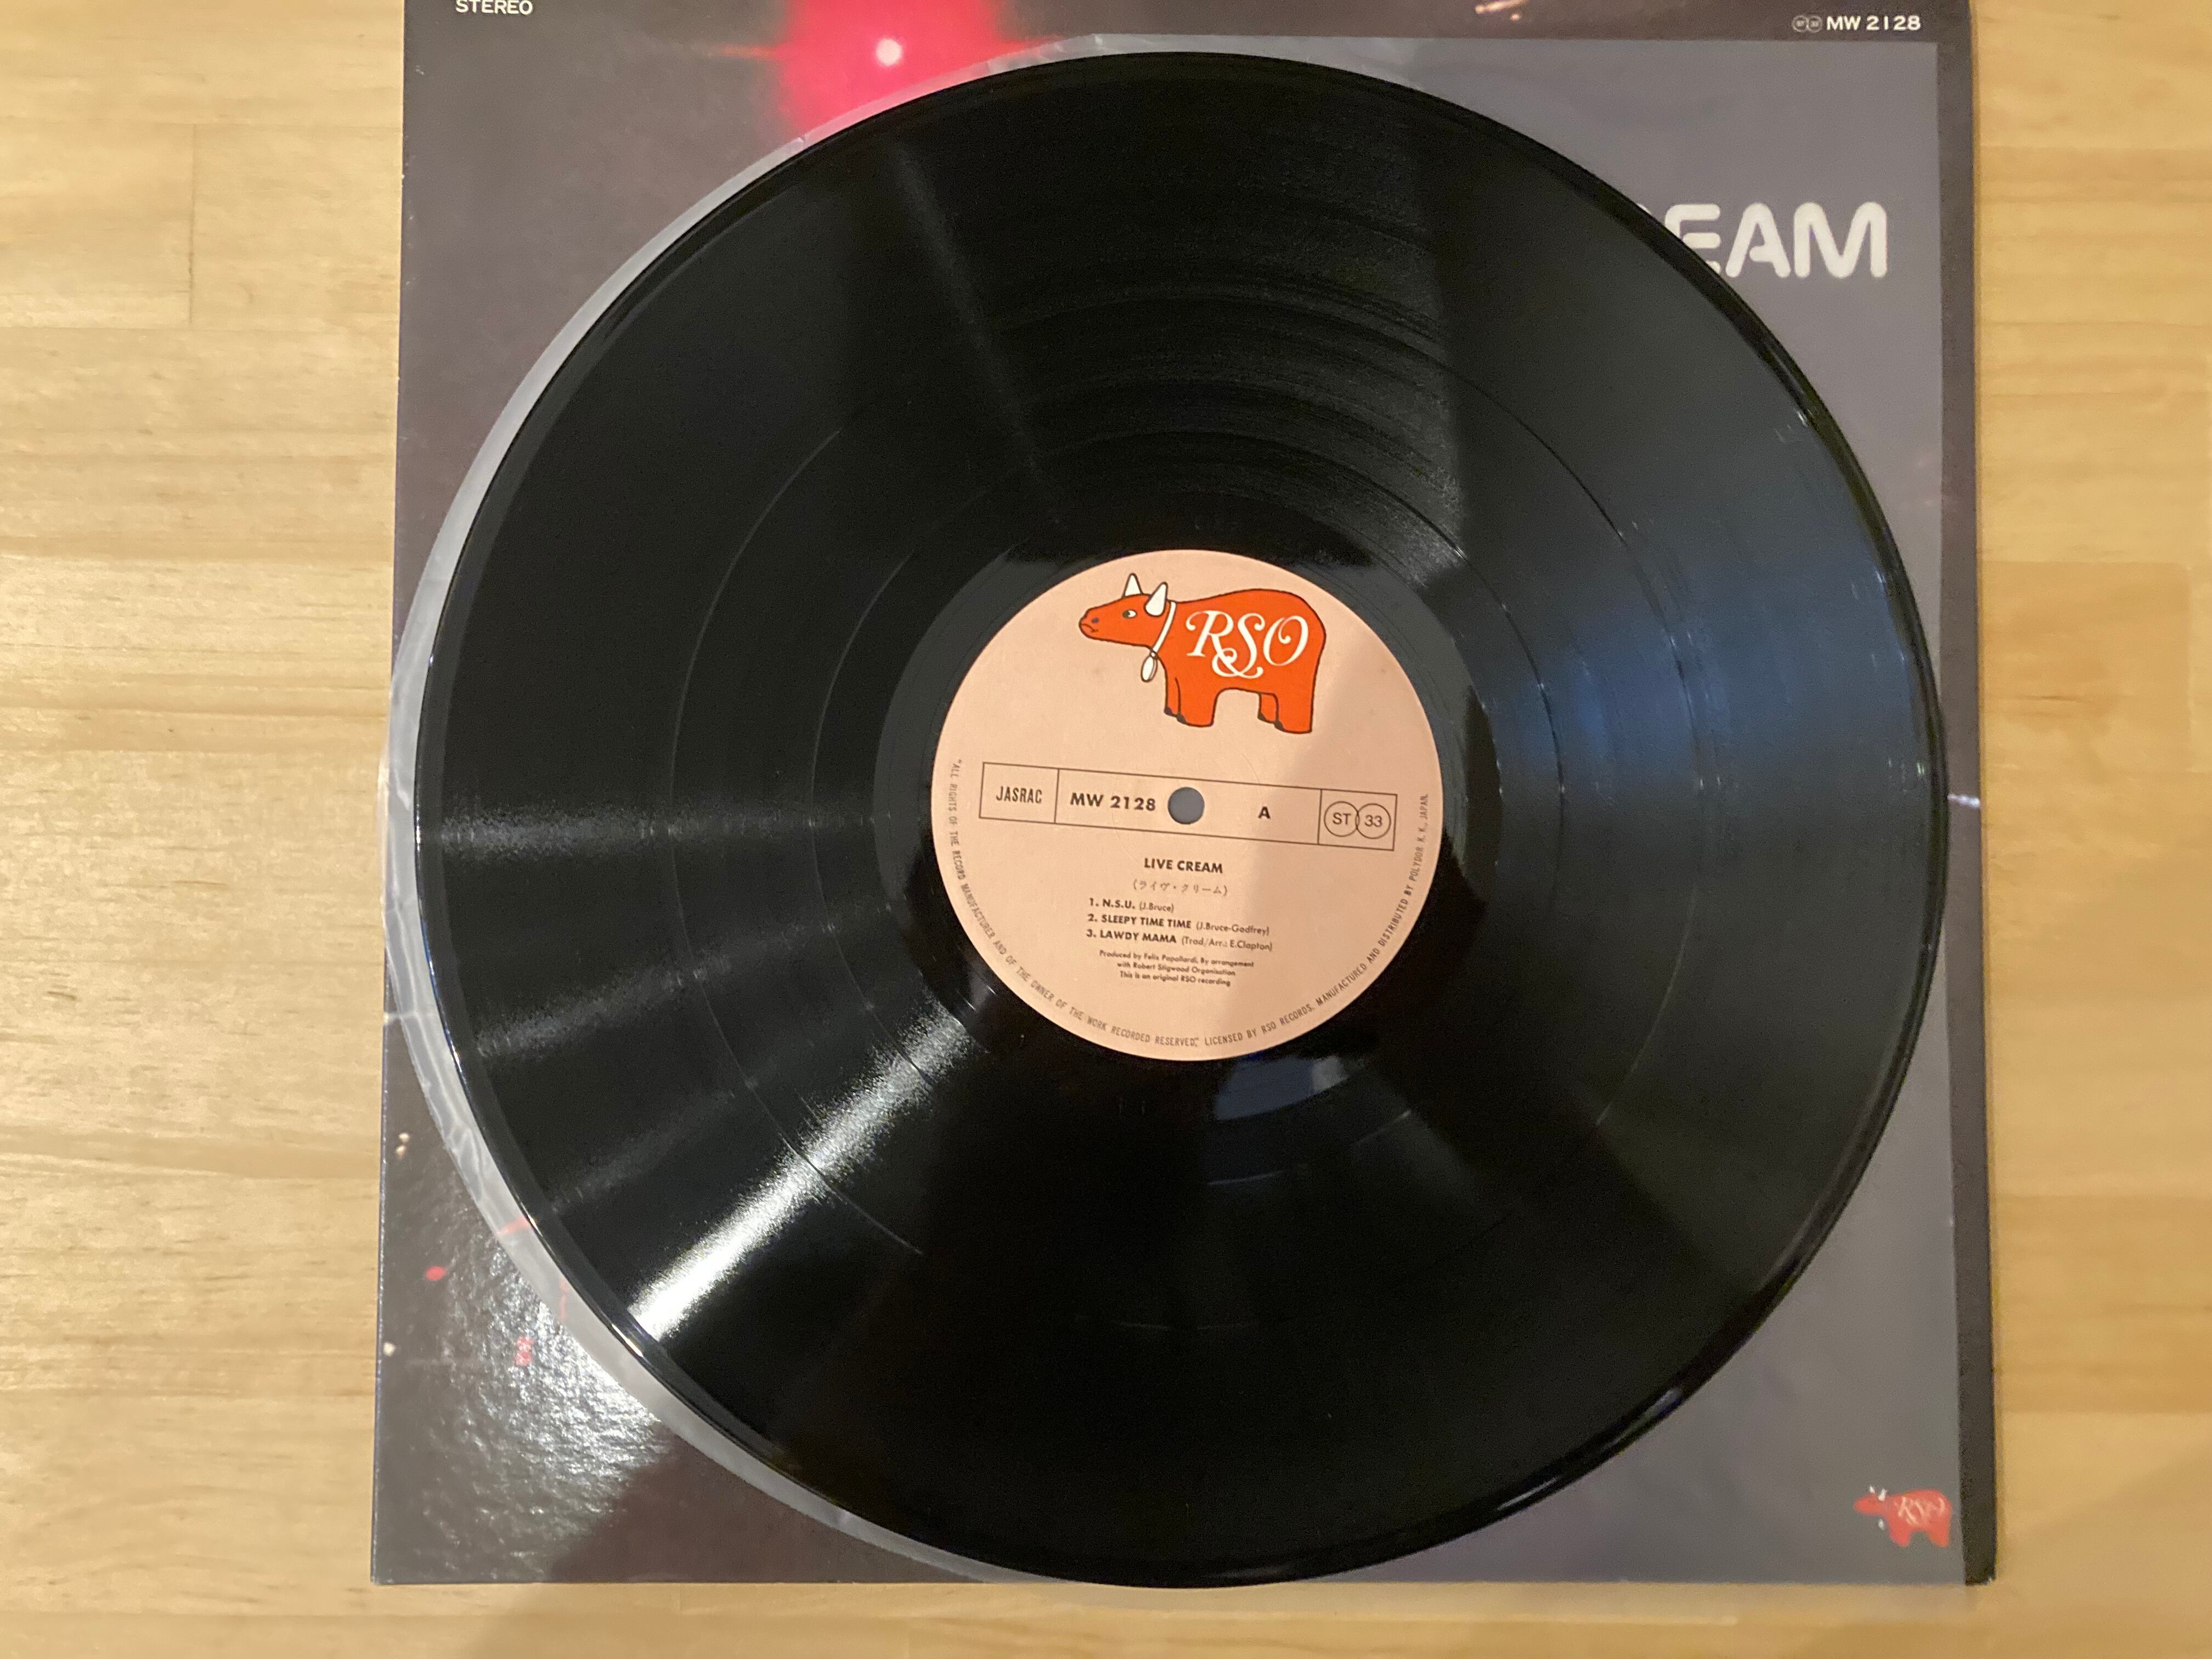 STEREO
ST 33 MW 2128
EAM
RSO
JASRAC MW 2128 A ST 33
LIVE CREAM
(ライヴ・クリーム)
1. N.S.U. (J.Bruce)
2. SLEEPY TIME TIME (J.Bruce-Godfrey)
3. LAWDY MAMA (Trad./Arr.: E.Clapton)
Produced by Felix Papallardi, By arrangement
with Robert Stigwood Organisation
This is an original RSO recording
"ALL RIGHTS OF THE RECORD MANUFACTURER AND OF THE OWNER OF THE WORK RECORDED RESERVED," LICENSED BY RSO RECORDS, MANUFACTURED AND DISTRIBUTED BY POLYDOR K. K., JAPAN.
RSO